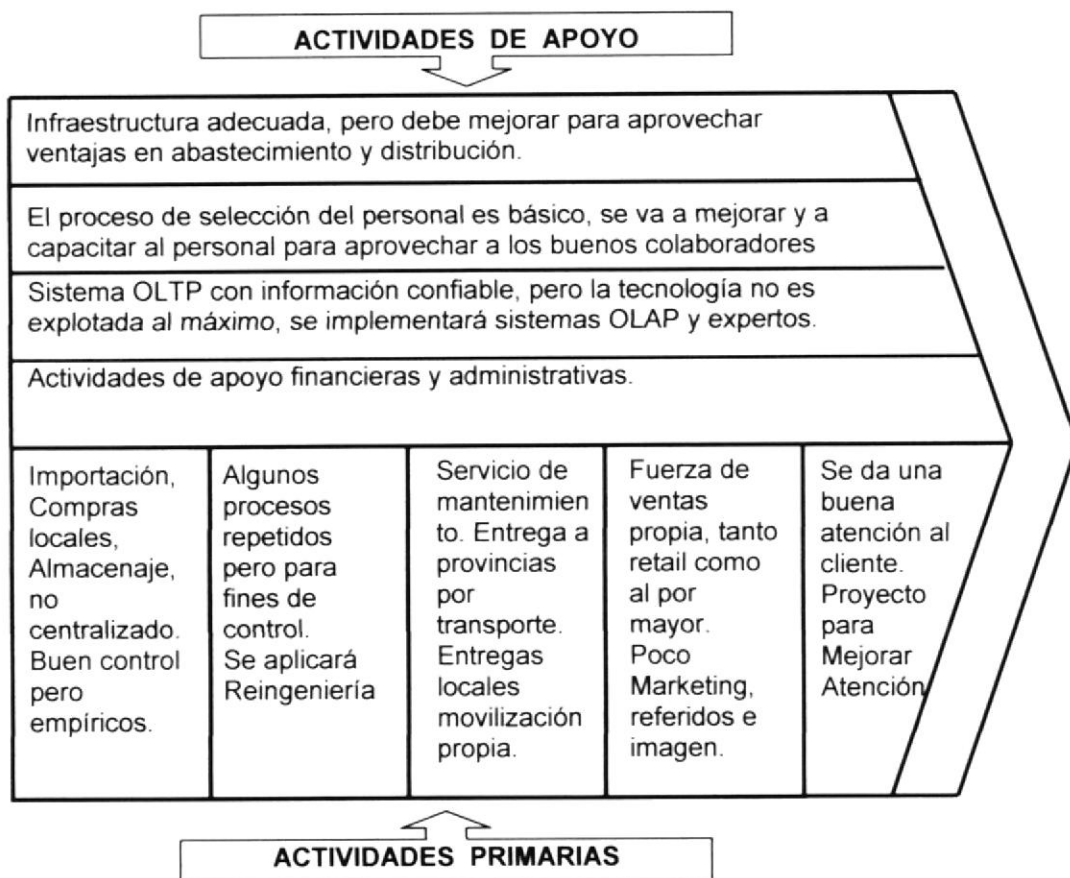 ACTIVIDADES DE APOYO
Infraestructura adecuada, pero debe mejorar para aprovechar
ventajas en abastecimiento y distribución.
El proceso de selección del personal es básico, se va a mejorar y a
capacitar al personal para aprovechar a los buenos colaboradores
Sistema OLTP con información confiable, pero la tecnología no es
explotada al máximo, se implementará sistemas OLAP y expertos.
Actividades de apoyo financieras y administrativas.
Importación,
Compras
locales,
Almacenaje,
no
centralizado.
Buen control
pero
empíricos.
Algunos
procesos
repetidos
pero para
fines de
control.
Se aplicará
Reingeniería
Servicio de
mantenimien
to. Entrega a
provincias
por
transporte.
Entregas
locales
movilización
propia.
Fuerza de
ventas
propia, tanto
retail como
al por
mayor.
Poco
Marketing,
referidos e
imagen.
Se da una
buena
atención al
cliente.
Proyecto
para
Mejorar
Atención
ACTIVIDADES PRIMARIAS